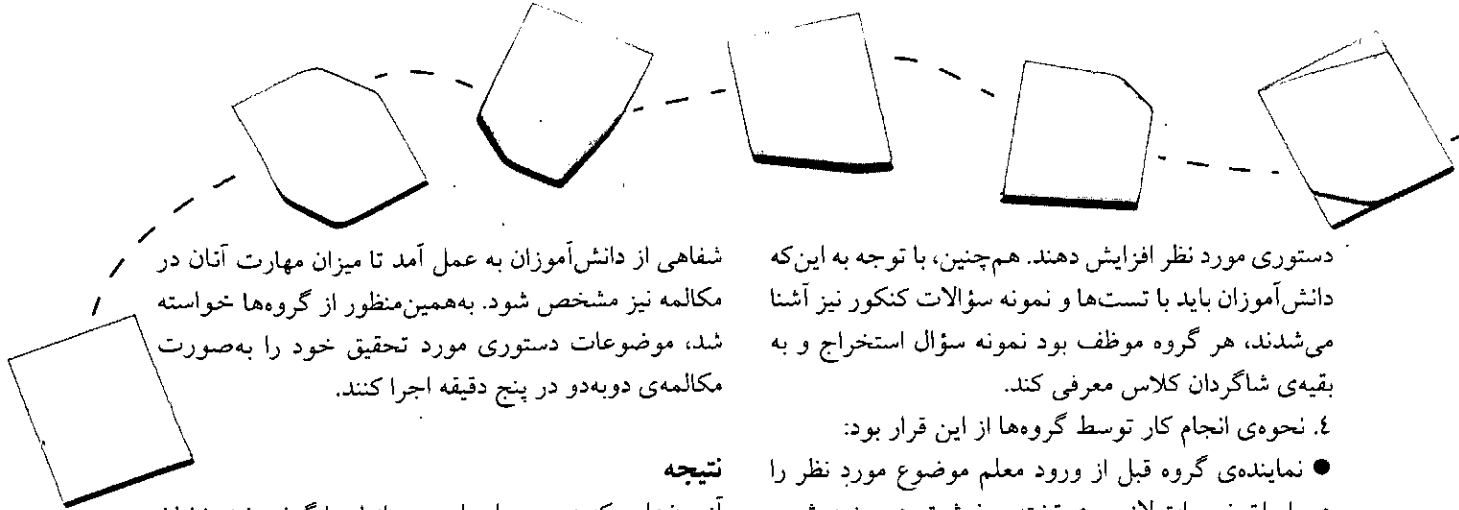 دستوری مورد نظر افزایش دهند. هم‌چنین، با توجه به این‌که
دانش‌آموزان باید با تست‌ها و نمونه سؤالات کنکور نیز آشنا
می‌شدند، هر گروه موظف بود نمونه سؤال استخراج و به
بقیه‌ی شاگردان کلاس معرفی کند.
٤. نحوه‌ی انجام کار توسط گروه‌ها از این قرار بود:
● نماینده‌ی گروه قبل از ورود معلم موضوع موردِ نظر را
شفاهی از دانش‌آموزان به عمل آمد تا میزان مهارت آنان در
مکالمه نیز مشخص شود. به‌همین‌منظور از گروه‌ها خواسته
شد، موضوعات دستوری مورد تحقیق خود را به‌صورت
مکالمه‌ی دوبه‌دو در پنج دقیقه اجرا کنند.
نتیجه